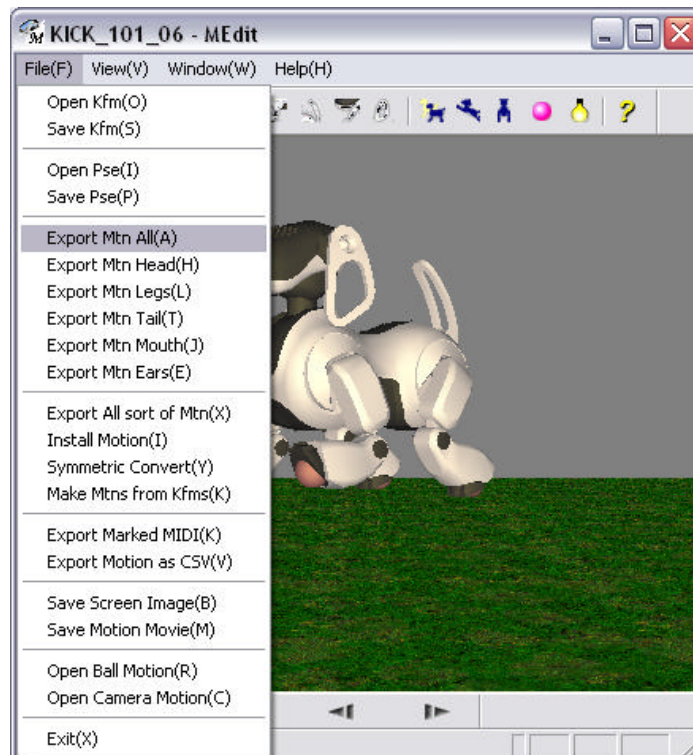 KICK_101_06 - MEdit
File(F) View(V) Window(W) Help(H)
Open Kfm(O)
Save Kfm(S)
Open Pse(I)
Save Pse(P)
Export Mtn All(A)
Export Mtn Head(H)
Export Mtn Legs(L)
Export Mtn Tail(T)
Export Mtn Mouth(J)
Export Mtn Ears(E)
Export All sort of Mtn(X)
Install Motion(I)
Symmetric Convert(Y)
Make Mtns from Kfms(K)
Export Marked MIDI(K)
Export Motion as CSV(V)
Save Screen Image(B)
Save Motion Movie(M)
Open Ball Motion(R)
Open Camera Motion(C)
Exit(X)